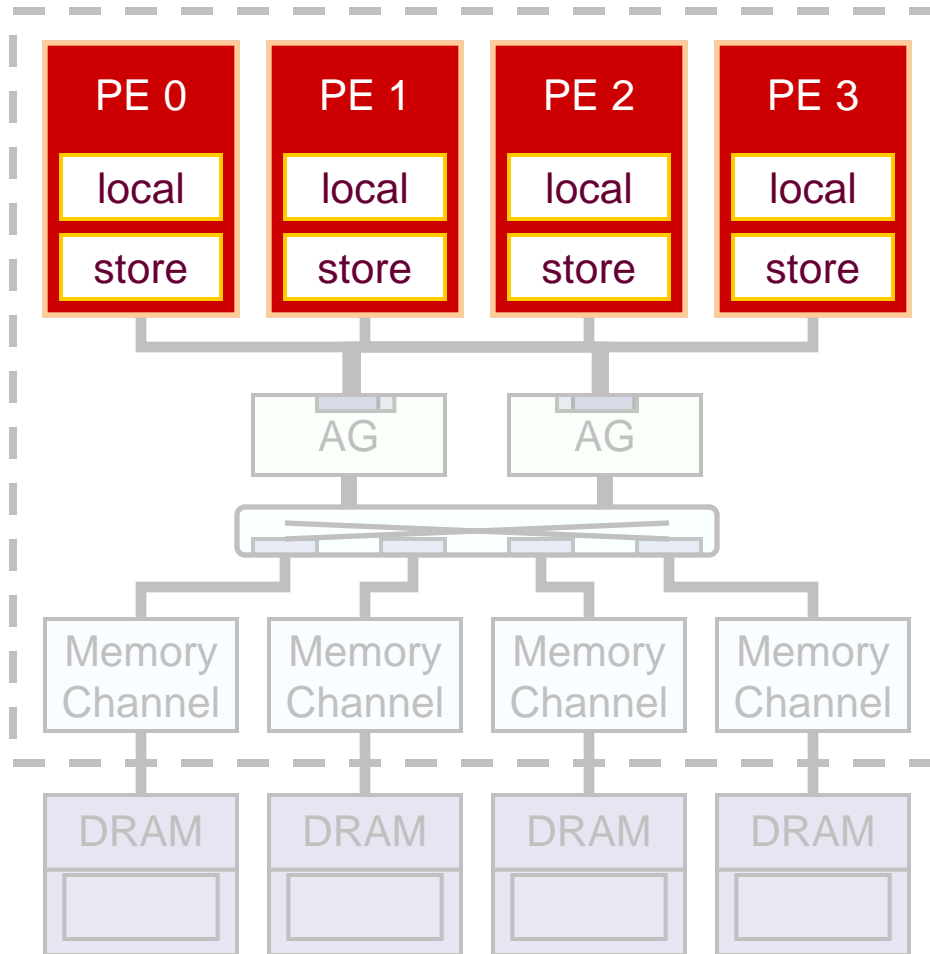 PE 0
PE 1
PE 2
PE 3
local
local
local
local
store
store
store
store
AG
AG
Memory
Channel
Memory
Channel
Memory
Channel
Memory
Channel
DRAM
DRAM
DRAM
DRAM